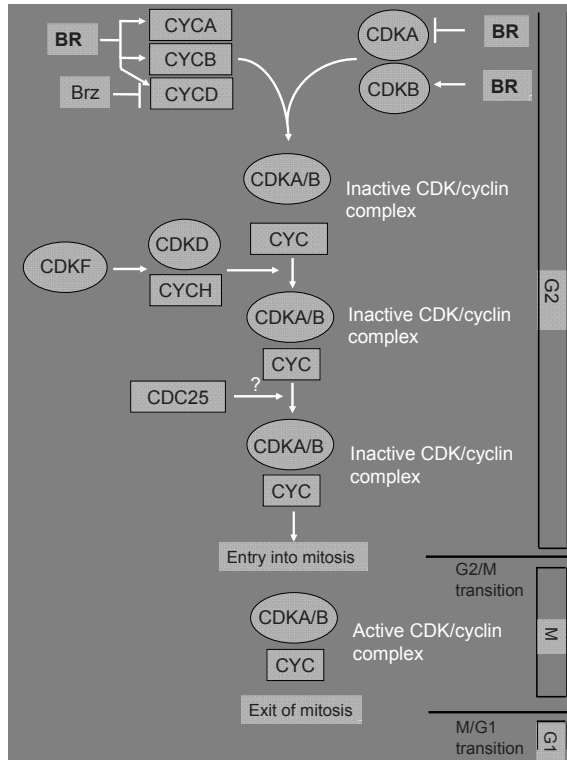 BR
CYCA
CYCB
CYCD
Brz
CDKA
CDKB
BR
BR
CDKA/B
CYC
Inactive CDK/cyclin
complex
CDKF
CDKD
CYCH
CDKA/B
CYC
Inactive CDK/cyclin
complex
G2
CDC25
?
CDKA/B
CYC
Inactive CDK/cyclin
complex
Entry into mitosis
G2/M
transition
CDKA/B
CYC
Active CDK/cyclin
complex
M
Exit of mitosis
M/G1
transition
G1